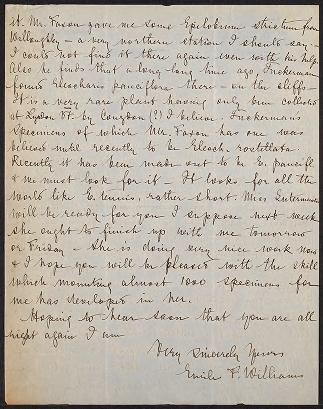 it. Mr. Faxon gave me some Epilobium strictum from
Willoughby – a very northern station I should say –
I could not find it there again even with his help.
Also he finds that a long long time ago, Tuckerman
found Eleocharis pauciflora there – on the cliffs –
It is a very rare plant having only been collected
at Lyndon Vt. by Congdon (?) I believe. Tuckerman's
specimens of which Mr. Faxon has one was
believed until recently to be Eleoch. rostellata.
Recently it has been made out to be E. paucifl.
& we must look for it – It looks for all the
world like E. tenuis, rather short. Miss
will be ready for you I suppose next week
she ought to finish up with me tomorrow
or Friday – She is doing very nice work now
& I hope you will be pleased with the skill
which mounting almost 1000 specimens for
me has developed in her.
Hoping to hear soon that you are all
right again I am
Very Sincerely Yours
Emile F. Williams